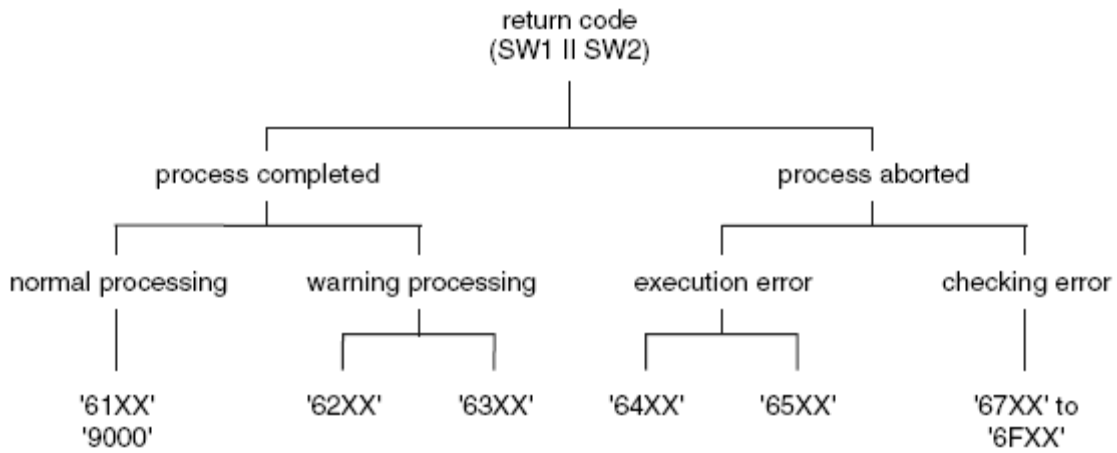 return code
(SW1 II SW2)
process completed
process aborted
normal processing
warning processing
execution error
checking error
'61XX'
'9000'
'62XX'
'63XX'
'64XX'
'65XX'
'67XX' to
'6FXX'